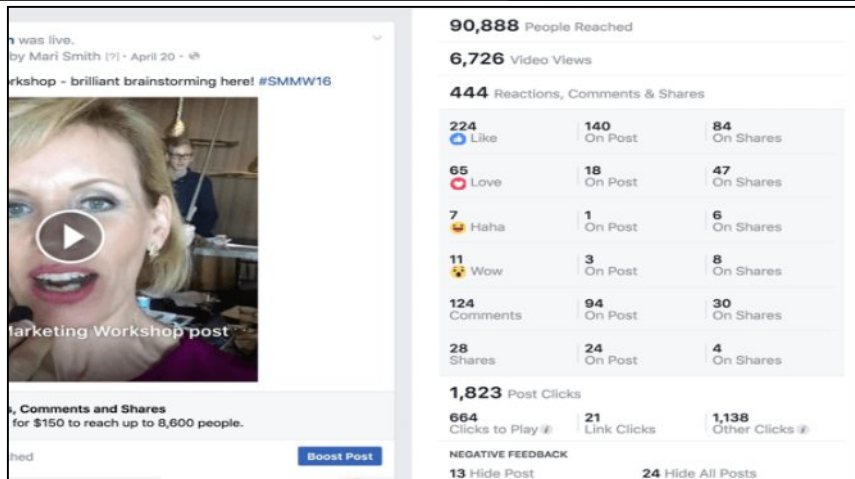 n was live.
by Mari Smith [?] · April 20 ·
rkshop - brilliant brainstorming here! #SMMW16
Marketing Workshop post
s, Comments and Shares
for $150 to reach up to 8,600 people.
hed
Boost Post
90,888 People Reached
6,726 Video Views
444 Reactions, Comments & Shares
224 140 84
Like On Post On Shares
65 18 47
Love On Post On Shares
7 1 6
Haha On Post On Shares
11 3 8
Wow On Post On Shares
124 94 30
Comments On Post On Shares
28 24 4
Shares On Post On Shares
1,823 Post Clicks
664 21 1,138
Clicks to Play Link Clicks Other Clicks
NEGATIVE FEEDBACK
13 Hide Post 24 Hide All Posts